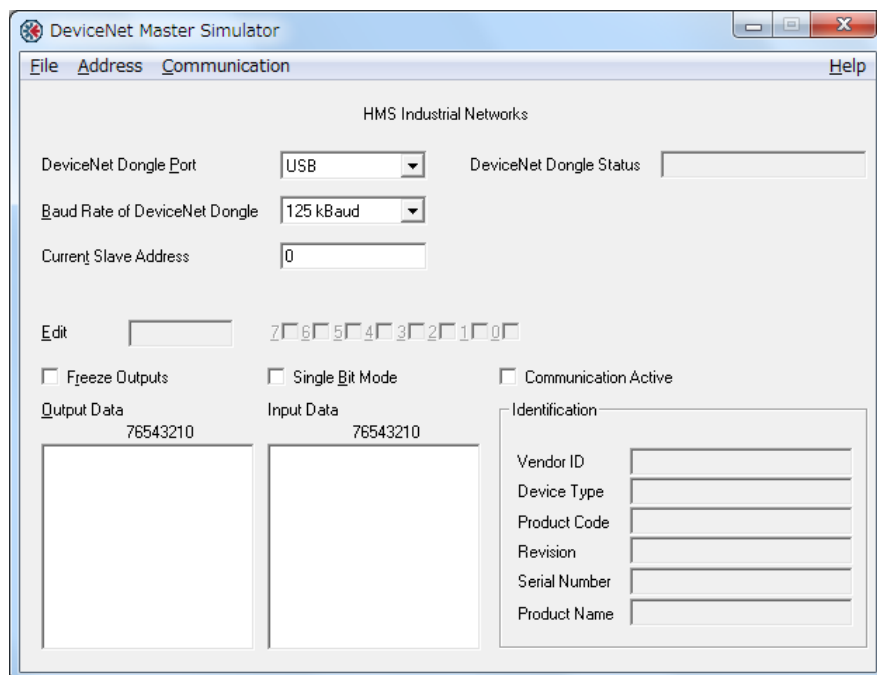 DeviceNet Master Simulator
File Address Communication Help
HMS Industrial Networks
DeviceNet Dongle Port USB DeviceNet Dongle Status
Baud Rate of DeviceNet Dongle 125 kBaud
Current Slave Address 0
Edit 7 6 5 4 3 2 1 0
Freeze Outputs Single Bit Mode Communication Active
Output Data Input Data Identification
76543210 76543210
Vendor ID
Device Type
Product Code
Revision
Serial Number
Product Name